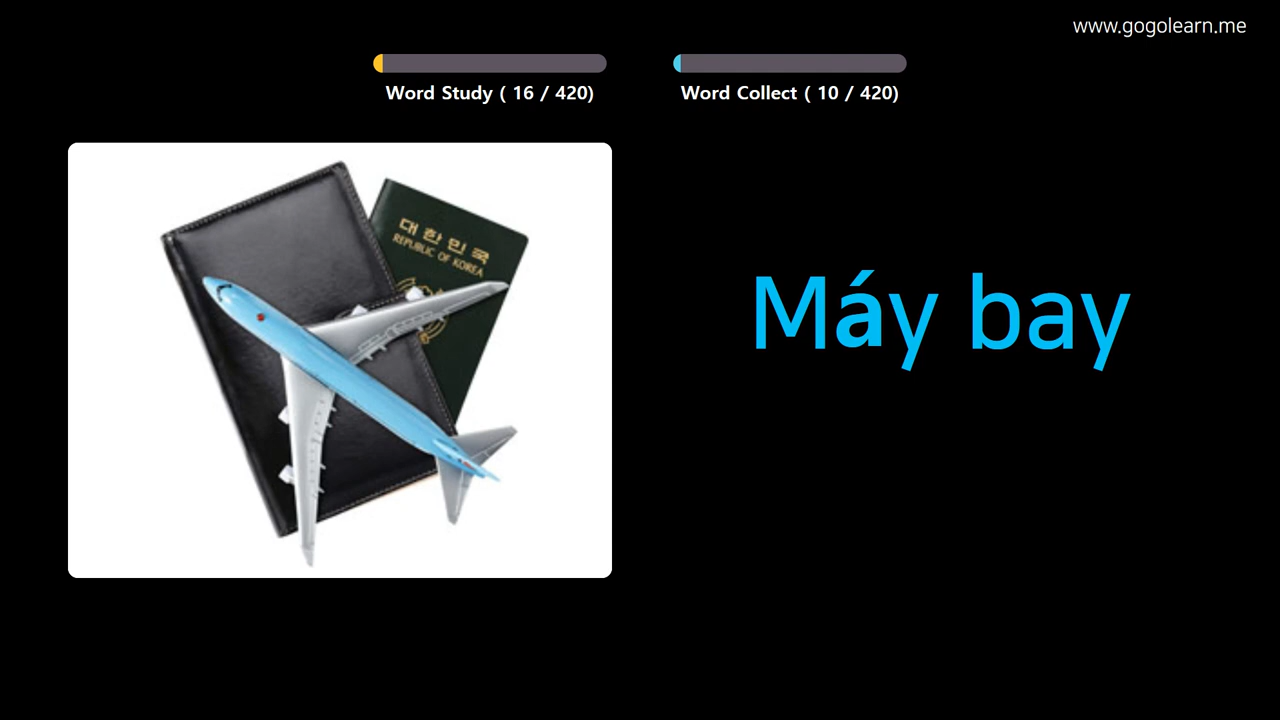 www.gogolearn.me
Word Study ( 16 / 420)
Word Collect ( 10 / 420)
대한민국
REPUBLIC OF KOREA
Máy bay